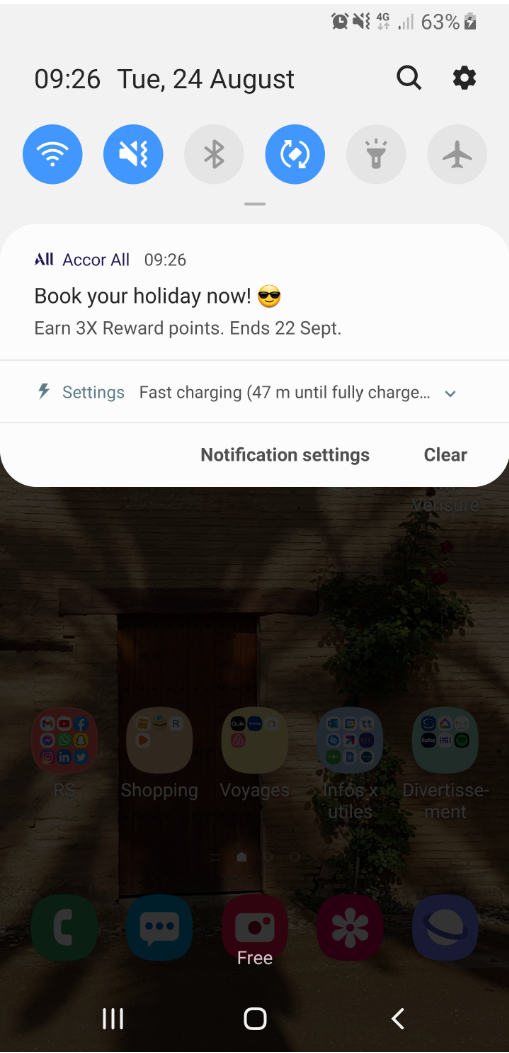 4G 63%
09:26 Tue, 24 August
All Accor All 09:26
Book your holiday now! 😎
Earn 3X Reward points. Ends 22 Sept.
Settings Fast charging (47 m until fully charge...
Notification settings Clear
verisure
RS Shopping Voyages Infos x utiles Divertisse-
ment
Free